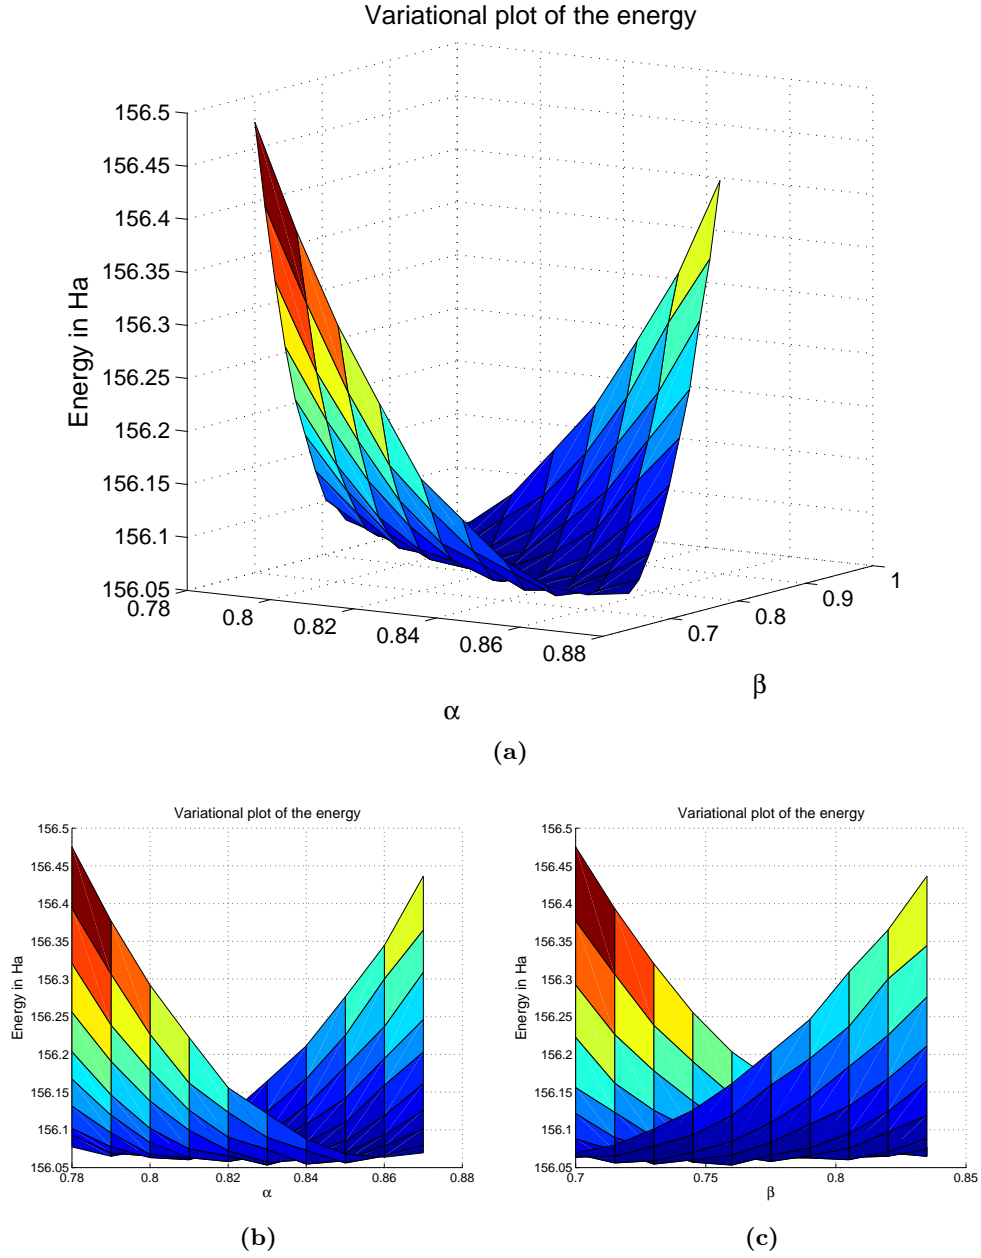 Variational plot of the energy
156.5
156.45
156.4
156.35
156.3
156.25
156.2
156.15
156.1
156.05
Energy in Ha
0.78
0.8
0.82
0.84
0.86
0.88
α
0.7
0.8
0.9
1
β
(a)
Variational plot of the energy
156.5
156.45
156.4
156.35
156.3
156.25
156.2
156.15
156.1
156.05
Energy in Ha
0.78 0.8 0.82 0.84 0.86 0.88
α
(b)
Variational plot of the energy
156.5
156.45
156.4
156.35
156.3
156.25
156.2
156.15
156.1
156.05
Energy in Ha
0.7 0.75 0.8 0.85
β
(c)